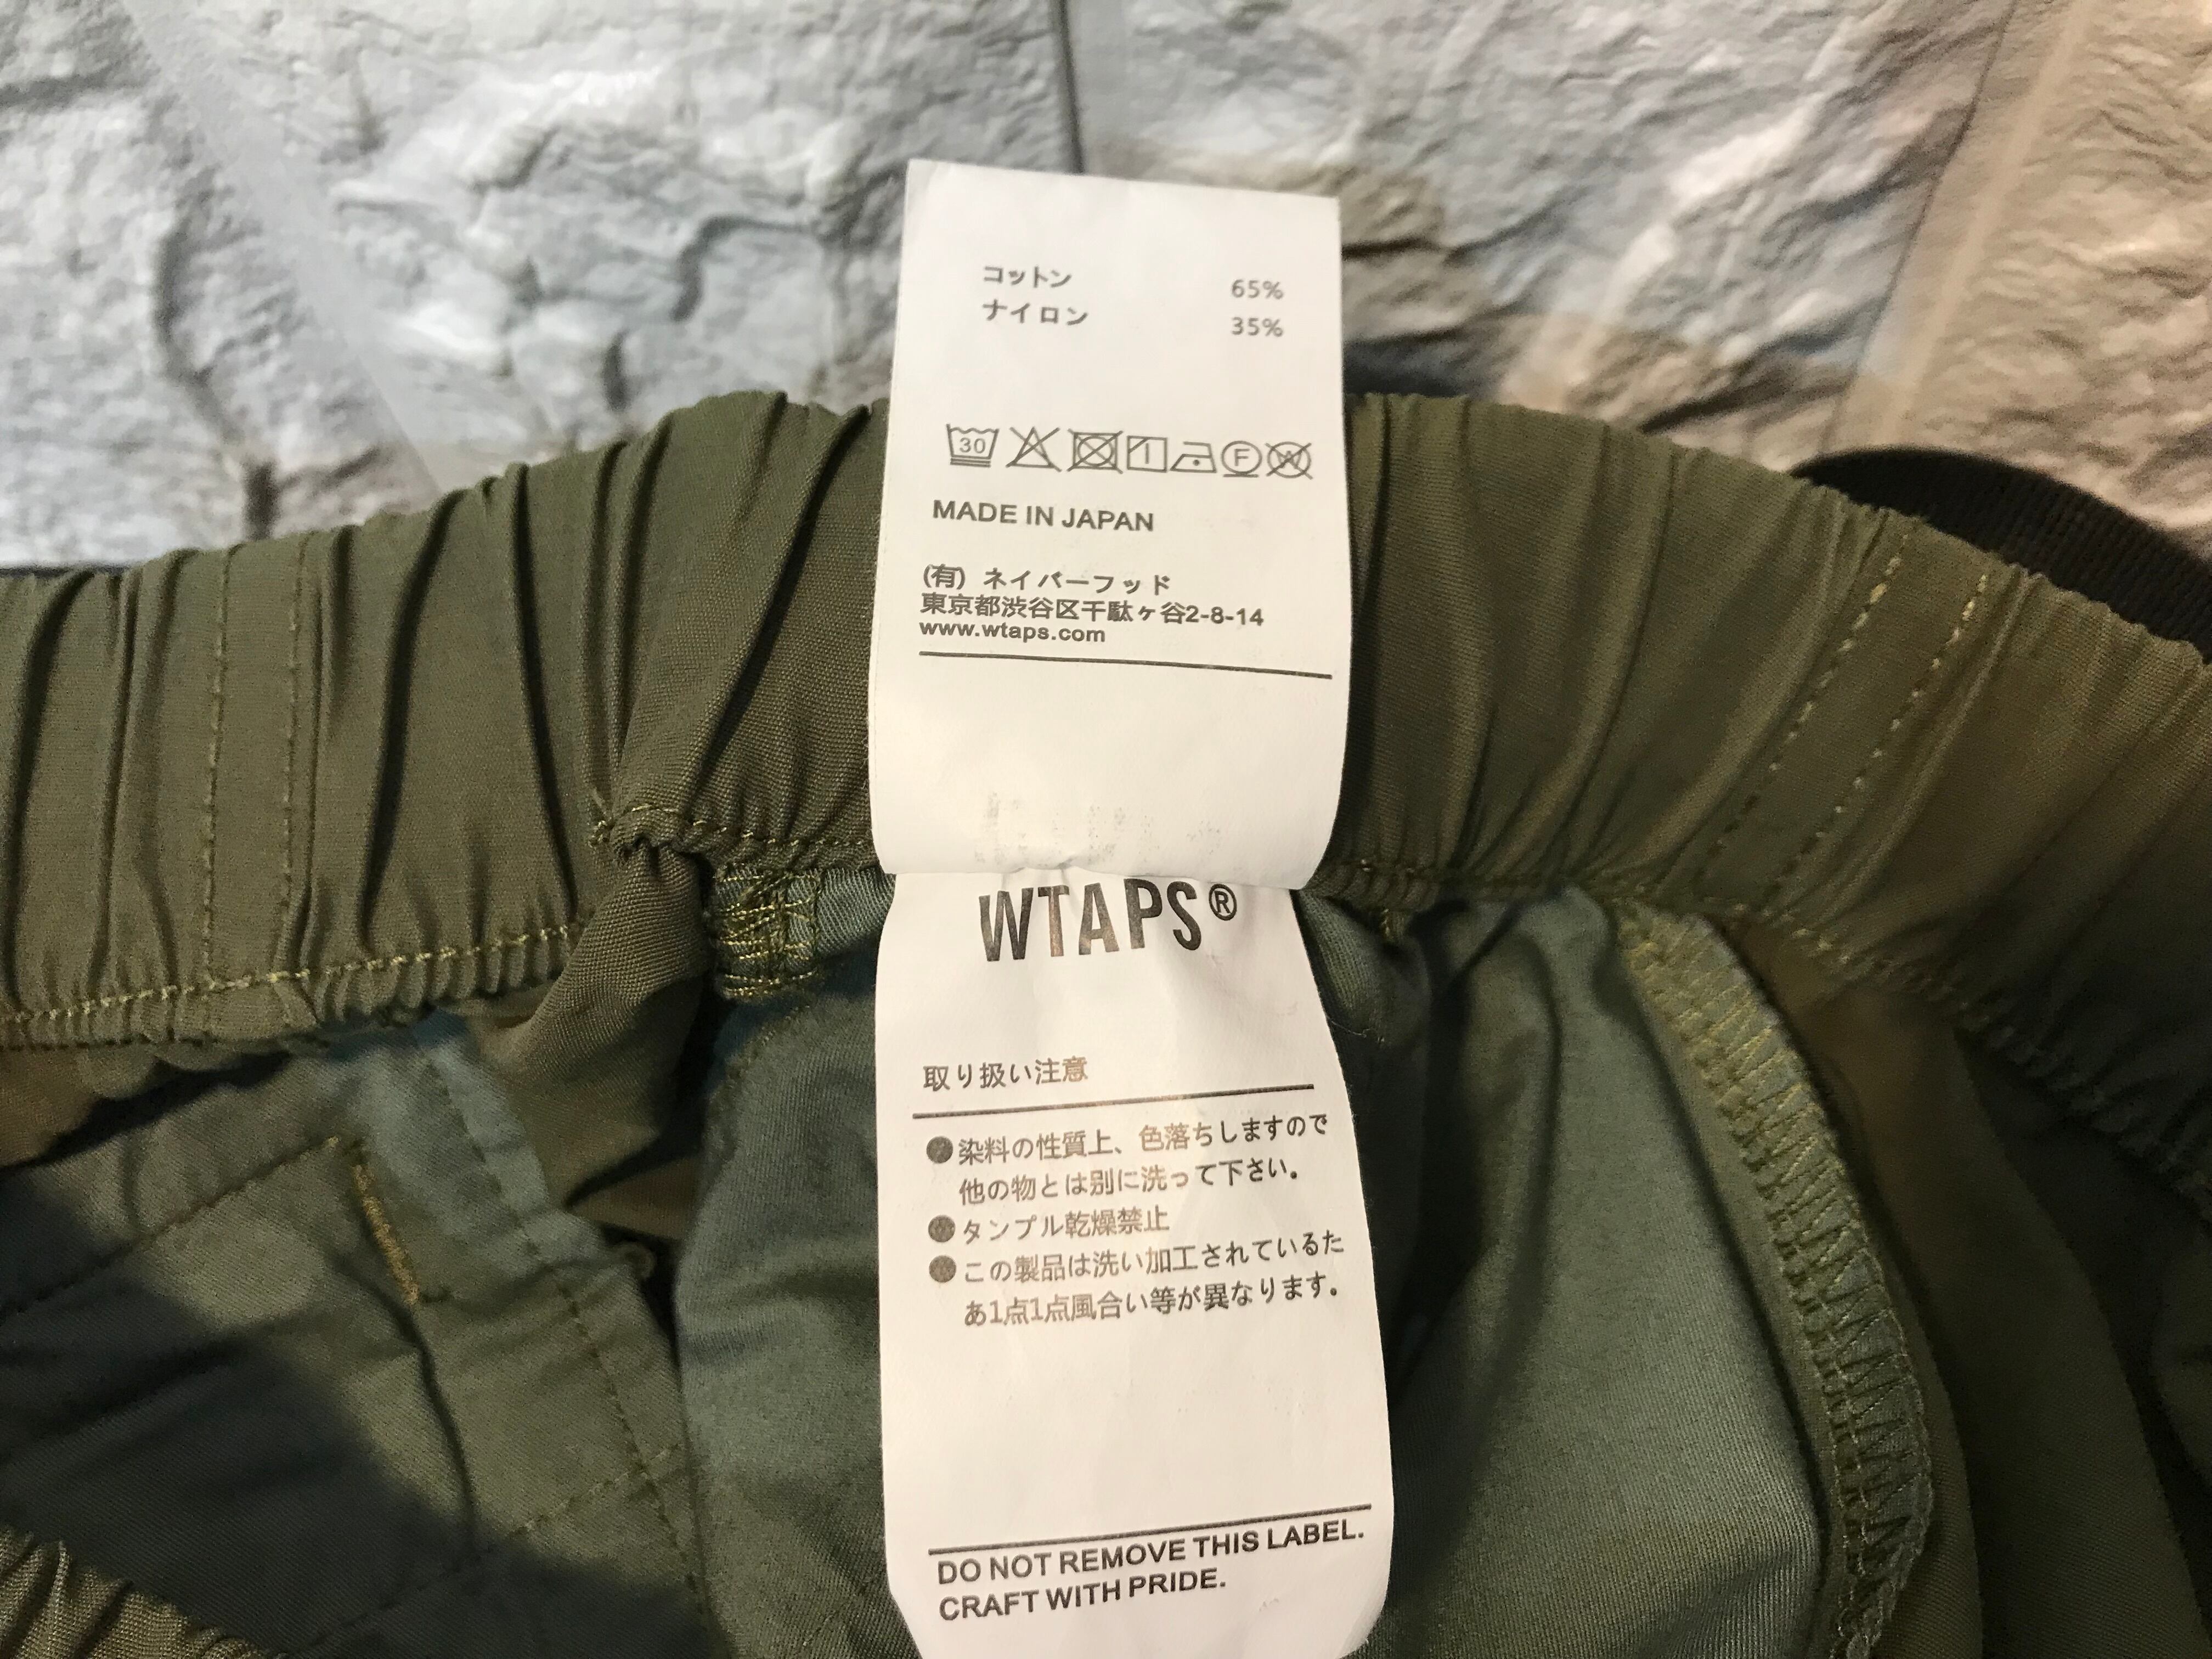 コットン 65%
ナイロン 35%
30 F W
MADE IN JAPAN
(有) ネイバーフッド
東京都渋谷区千駄ヶ谷2-8-14
www.wtaps.com
WTAPS®
取り扱い注意
●染料の性質上、色落ちしますので
他の物とは別に洗って下さい。
●タンプル乾燥禁止
●この製品は洗い加工されているた
あ1点1点風合い等が異なります。
DO NOT REMOVE THIS LABEL.
CRAFT WITH PRIDE.